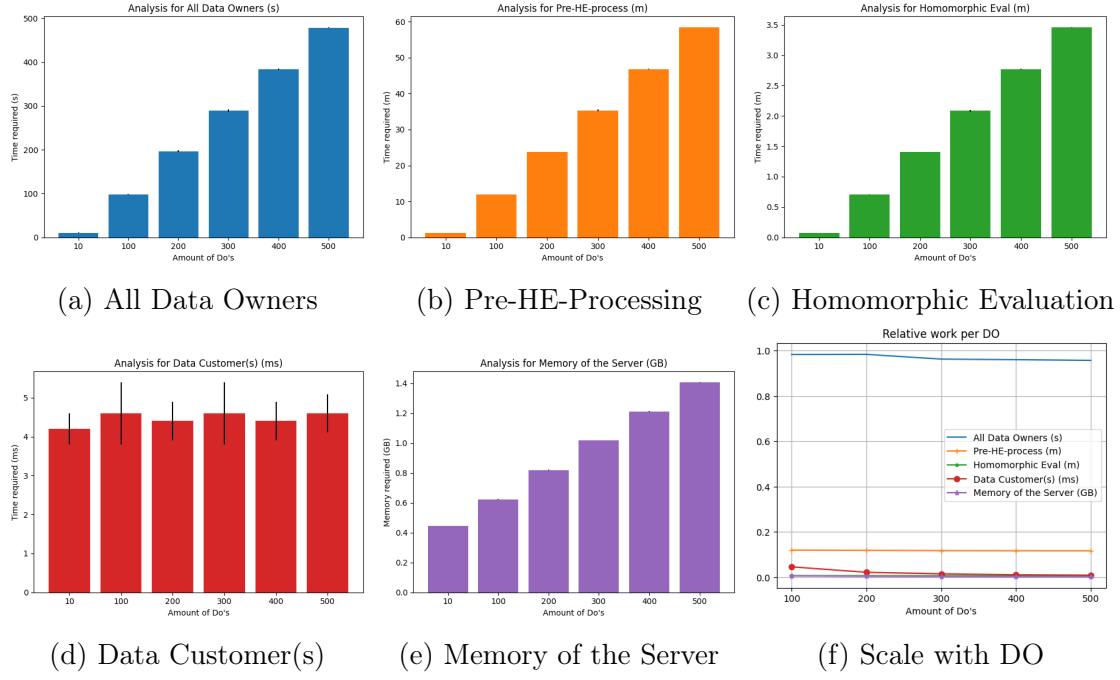 Analysis for All Data Owners (s)
Time required (s)
500
400
300
200
100
0
10 100 200 300 400 500
Amount of Do's
(a) All Data Owners
Analysis for Pre-HE-process (m)
Time required (m)
60
50
40
30
20
10
0
10 100 200 300 400 500
Amount of Do's
(b) Pre-HE-Processing
Analysis for Homomorphic Eval (m)
Time required (m)
3.5
3.0
2.5
2.0
1.5
1.0
0.5
0.0
10 100 200 300 400 500
Amount of Do's
(c) Homomorphic Evaluation
Analysis for Data Customer(s) (ms)
Time required (ms)
5
4
3
2
1
0
10 100 200 300 400 500
Amount of Do's
(d) Data Customer(s)
Analysis for Memory of the Server (GB)
Memory required (GB)
1.4
1.2
1.0
0.8
0.6
0.4
0.2
0.0
10 100 200 300 400 500
Amount of Do's
(e) Memory of the Server
Relative work per DO
1.0
0.8
0.6
0.4
0.2
0.0
All Data Owners (s)
Pre-HE-process (m)
Homomorphic Eval (m)
Data Customer(s) (ms)
Memory of the Server (GB)
100 200 300 400 500
(f) Scale with DO